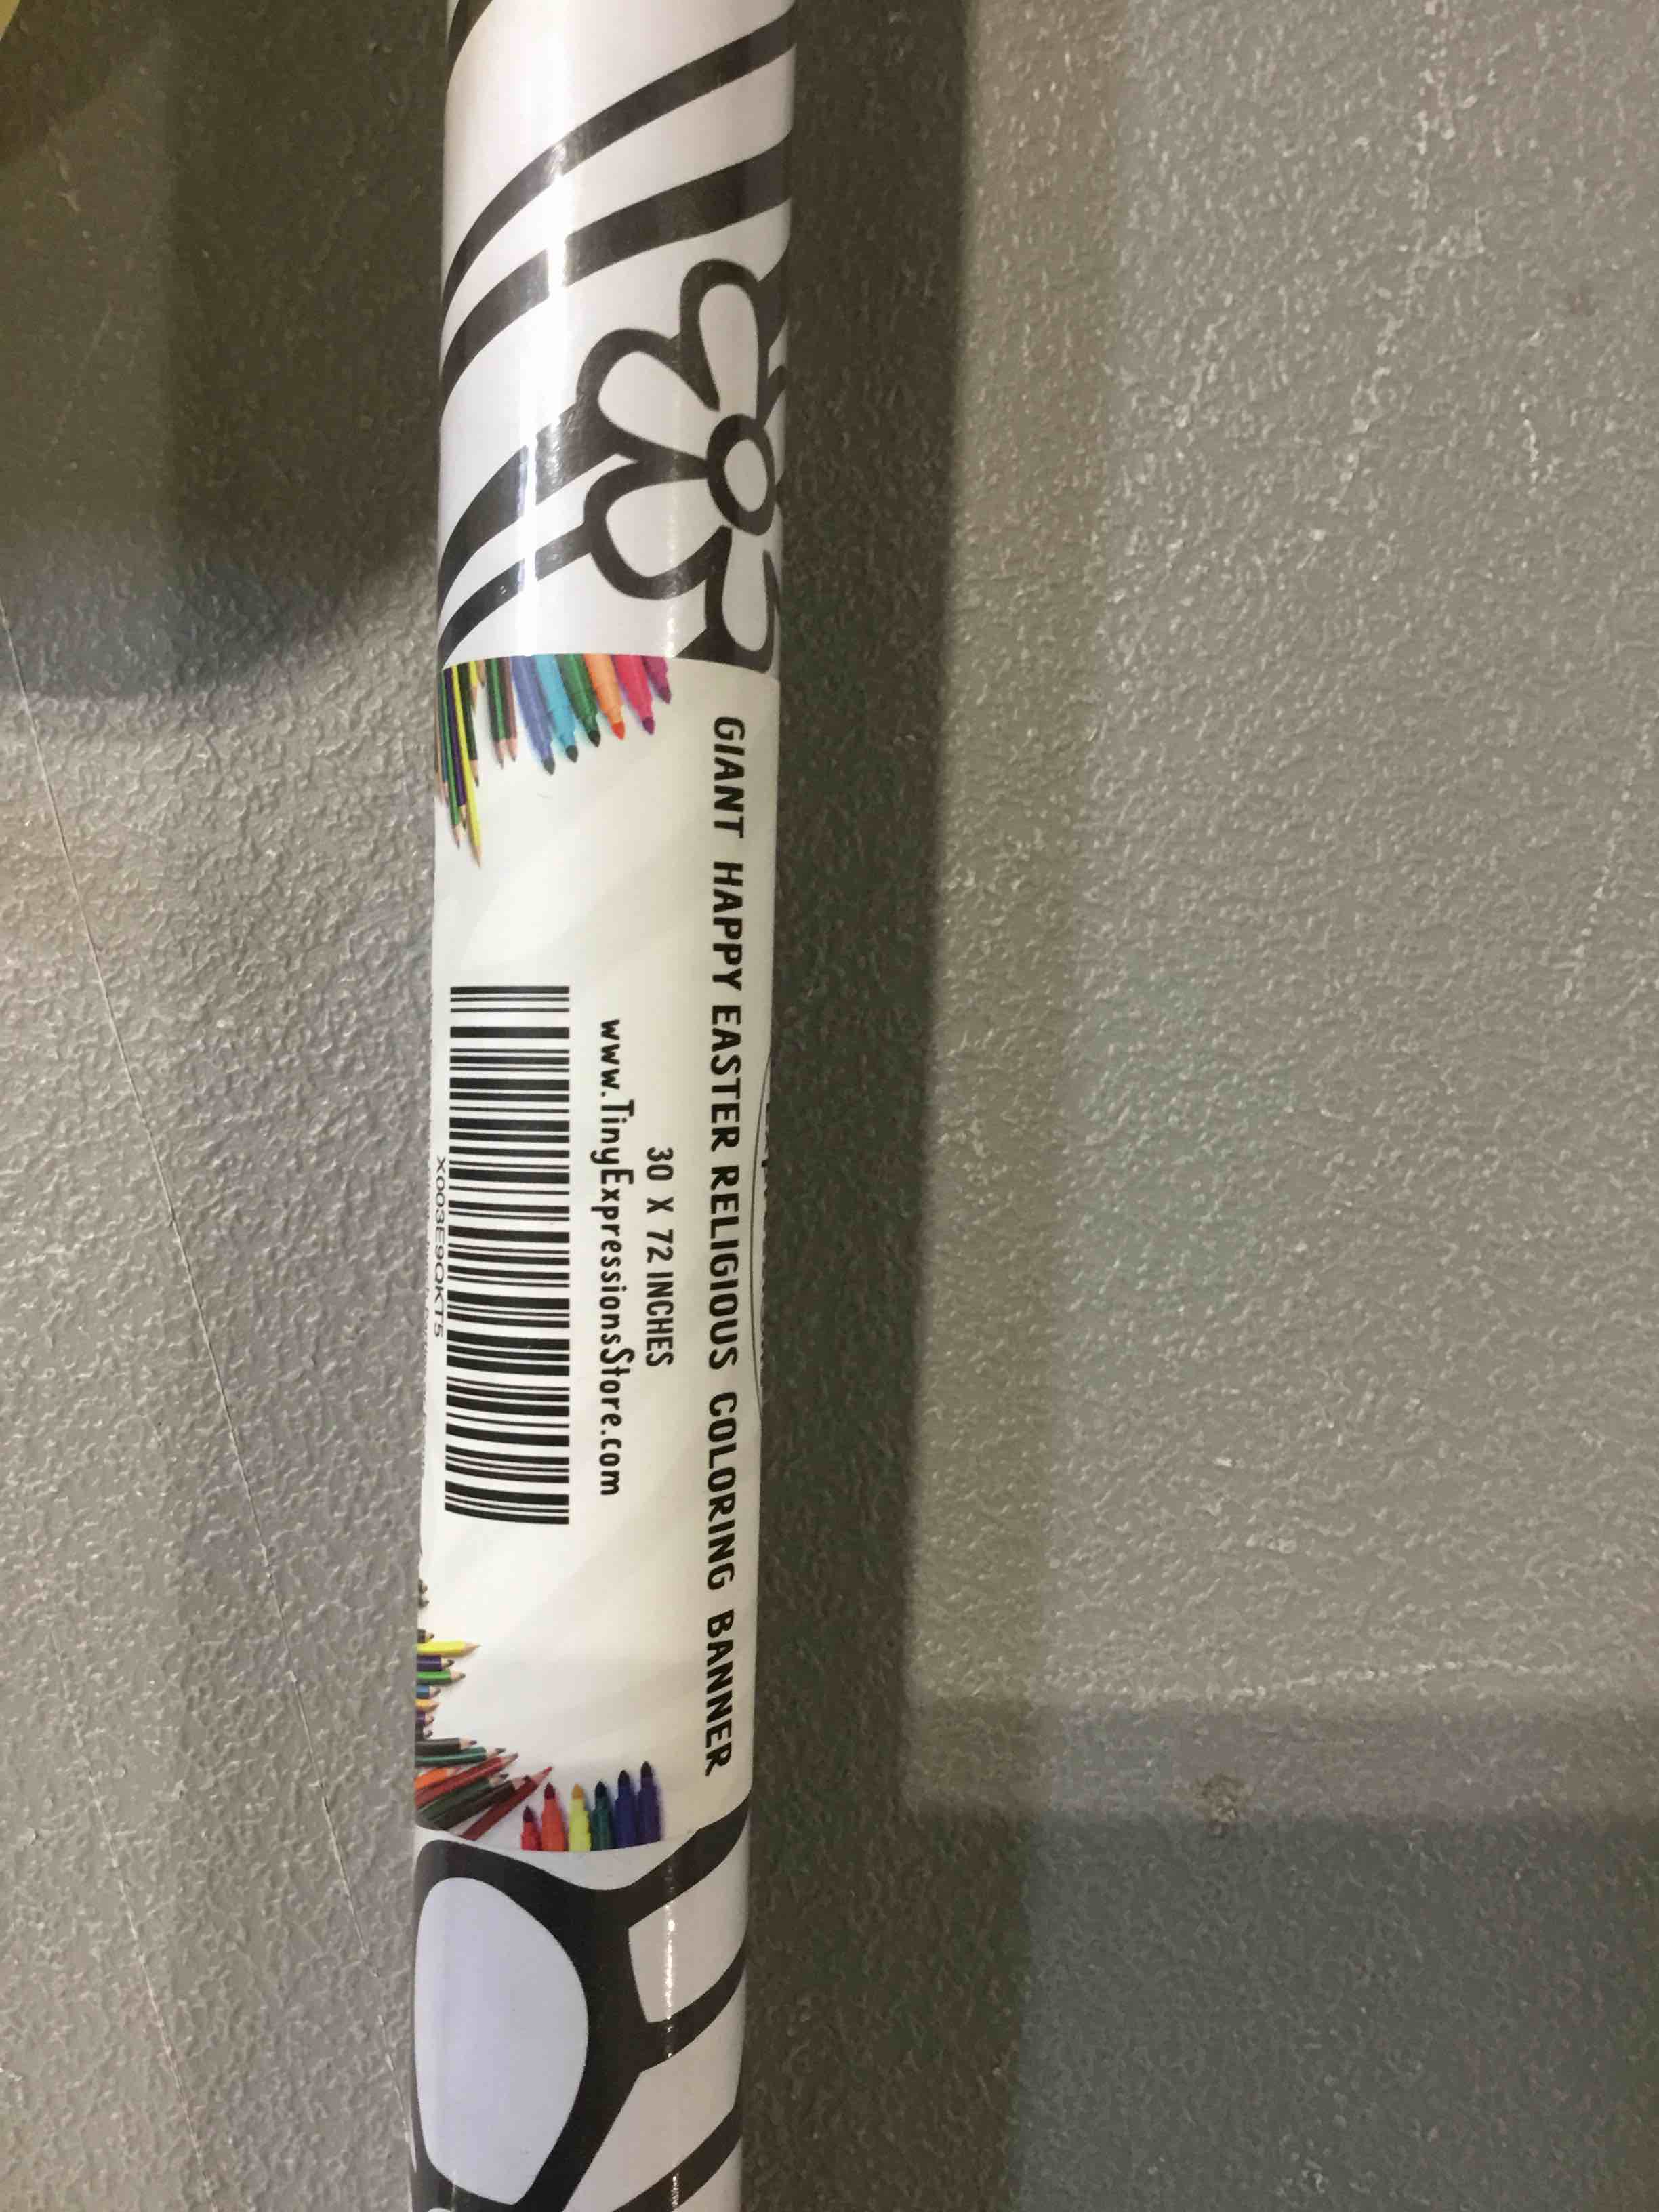 GIANT HAPPY EASTER RELIGIOUS COLORING BANNER
30 X 72 INCHES
www.TinyExpressionsStore.com
X003E9QKT5